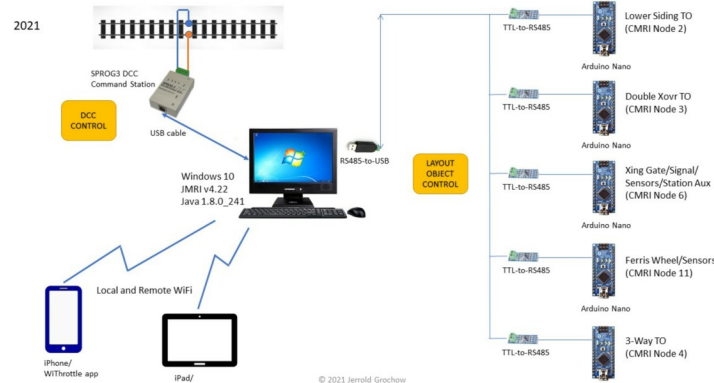 2021
SPROG3 DCC
Command Station
DCC
CONTROL
USB cable
Windows 10
JMRI v4.22
Java 1.8.0_241
RS485-to-USB
LAYOUT
OBJECT
CONTROL
Local and Remote WiFi
iPhone/
WiThrottle app
iPad/
TTL-to-RS485
Arduino Nano
Lower Siding TO
(CMRI Node 2)
TTL-to-RS485
Arduino Nano
Double Xovr TO
(CMRI Node 3)
TTL-to-RS485
Arduino Nano
Xing Gate/Signal/
Sensors/Station Aux
(CMRI Node 6)
TTL-to-RS485
Arduino Nano
Ferris Wheel/Sensors
(CMRI Node 11)
TTL-to-RS485
3-Way TO
(CMRI Node 4)
© 2021 Jerrold Grochow